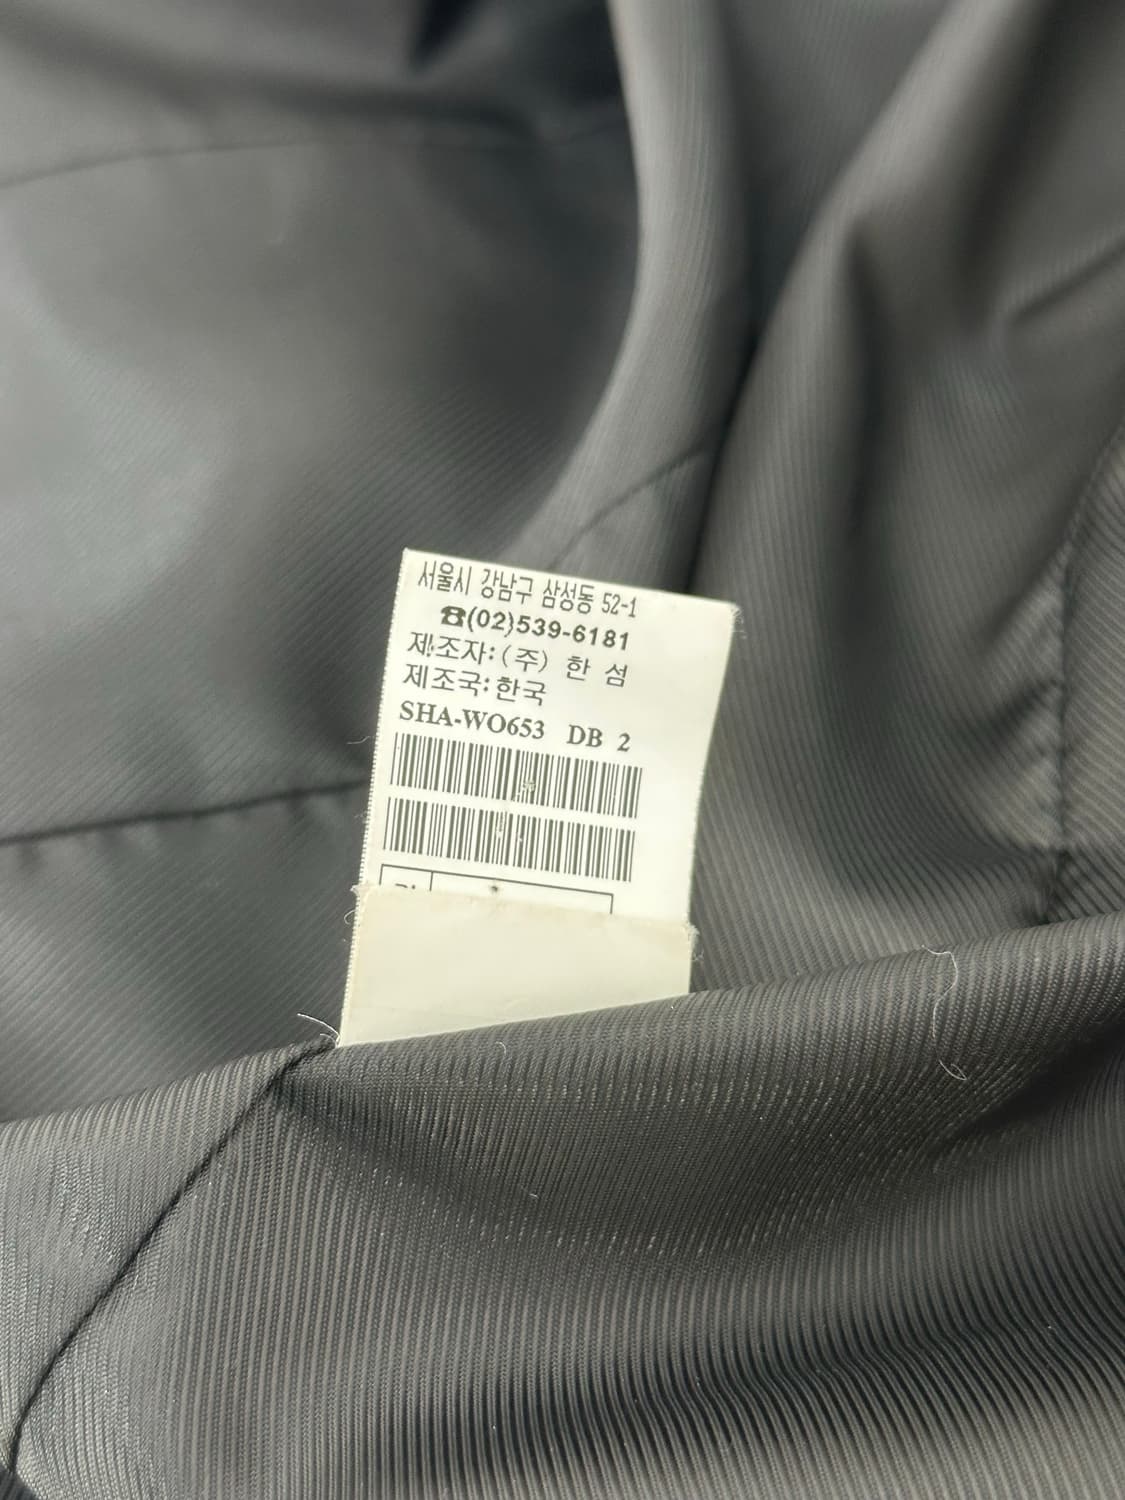 서울시 강남구 삼성동 52-1
☎(02)539-6181
제조자:(주) 한 섬
제조국:한국
SHA-WO653 DB 2